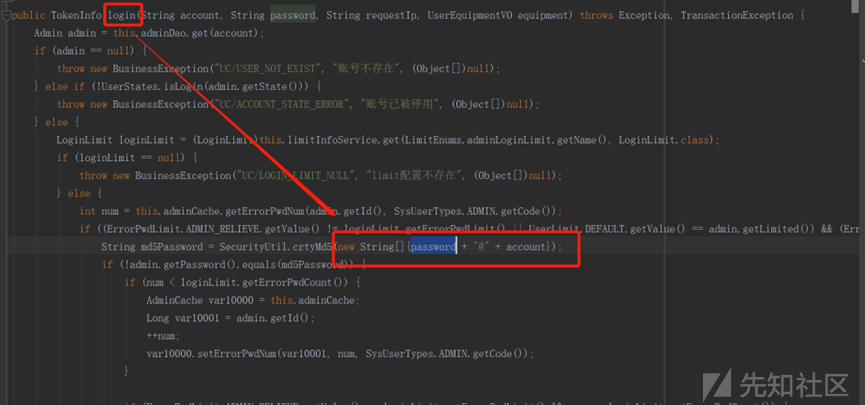 public TokenInfo login(String account, String password, String requestIp, UserEquipmentVO equipment) throws Exception, TransactionException {
Admin admin = this.adminDao.get(account);
if (admin == null) {
throw new BusinessException("UC/USER_NOT_EXIST", "账号不存在", (Object[])null);
} else if (!UserStates.isLogin(admin.getState())) {
throw new BusinessException("UC/ACCOUNT_STATE_ERROR", "账号已被停用", (Object[])null);
} else {
LoginLimit loginLimit = (LoginLimit)this.limitInfoService.get(LimitEnums.adminLoginLimit.getName(), LoginLimit.class);
if (loginLimit == null) {
throw new BusinessException("UC/LOGIN_LIMIT_NULL", "limit配置不存在", (Object[])null);
} else {
int num = this.adminCache.getErrorPwdNum(admin.getId(), SysUserTypes.ADMIN.getCode());
if ((ErrorPwdLimit.ADMIN_RELIEVE.getValue() != loginLimit.getErrorPwdLimit() || UserLimit.DEFAULT.getValue() == admin.getLimited()) && (Err
String md5Password = SecurityUtil.crtyMd5(new String[]{password + "@" + account});
if (!admin.getPassword().equals(md5Password)) {
if (num < loginLimit.getErrorPwdCount()) {
AdminCache var10000 = this.adminCache;
Long var10001 = admin.getId();
++num;
var10000.setErrorPwdNum(var10001, num, SysUserTypes.ADMIN.getCode());
}
先知社区